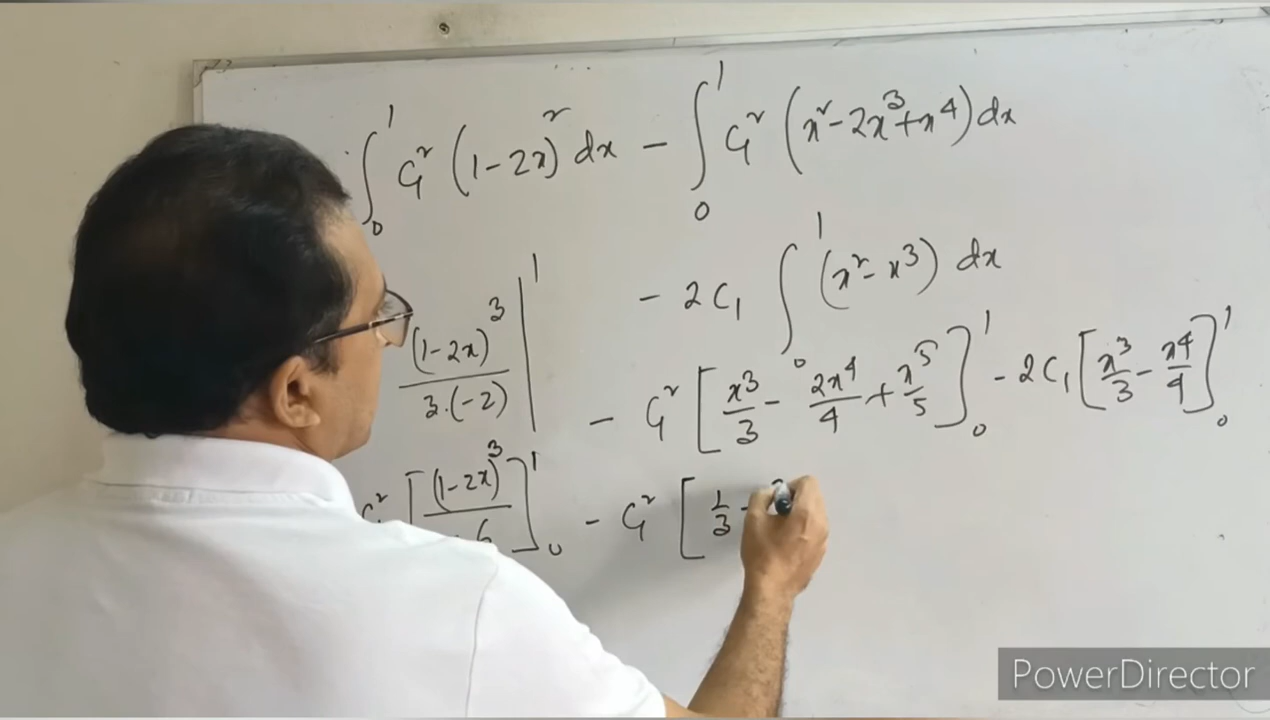 ∫₀¹ C₁² (1-2x)² dx - ∫₀¹ C₁² (x²-2x³+x⁴) dx
- 2C₁ ∫₀¹ (x²-x³) dx
(1-2x)³/3.(-2) |¹ - C₁² [x³/3 - 2x⁴/4 + x⁵/5]₀¹ - 2C₁ [x³/3 - x⁴/4]₀¹
C₁² [(1-2x)³/-6]₀¹ - C₁² [1/3 -
PowerDirector